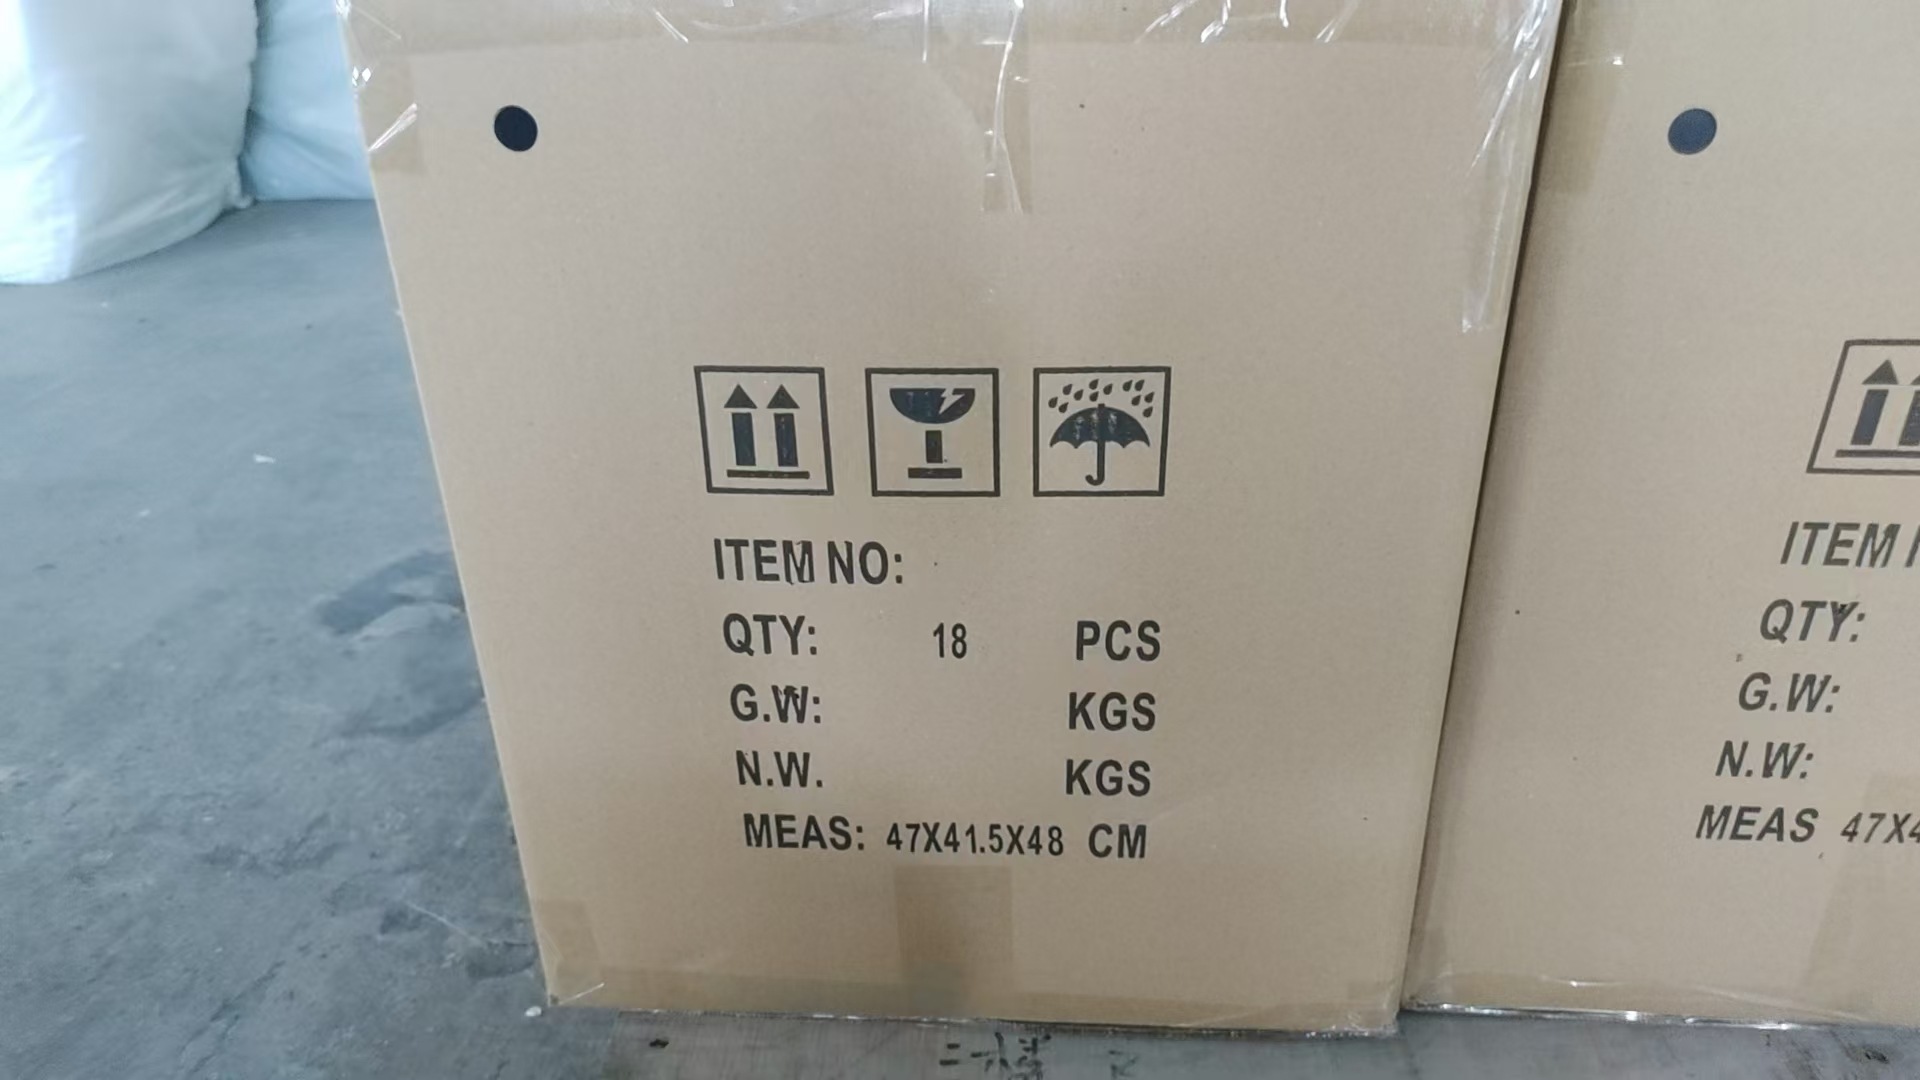 ITEM NO:
QTY: 18 PCS
G.W: KGS
N.W. KGS
MEAS: 47X41.5X48 CM
ITEM
QTY:
G.W:
N.W:
MEAS 47X4